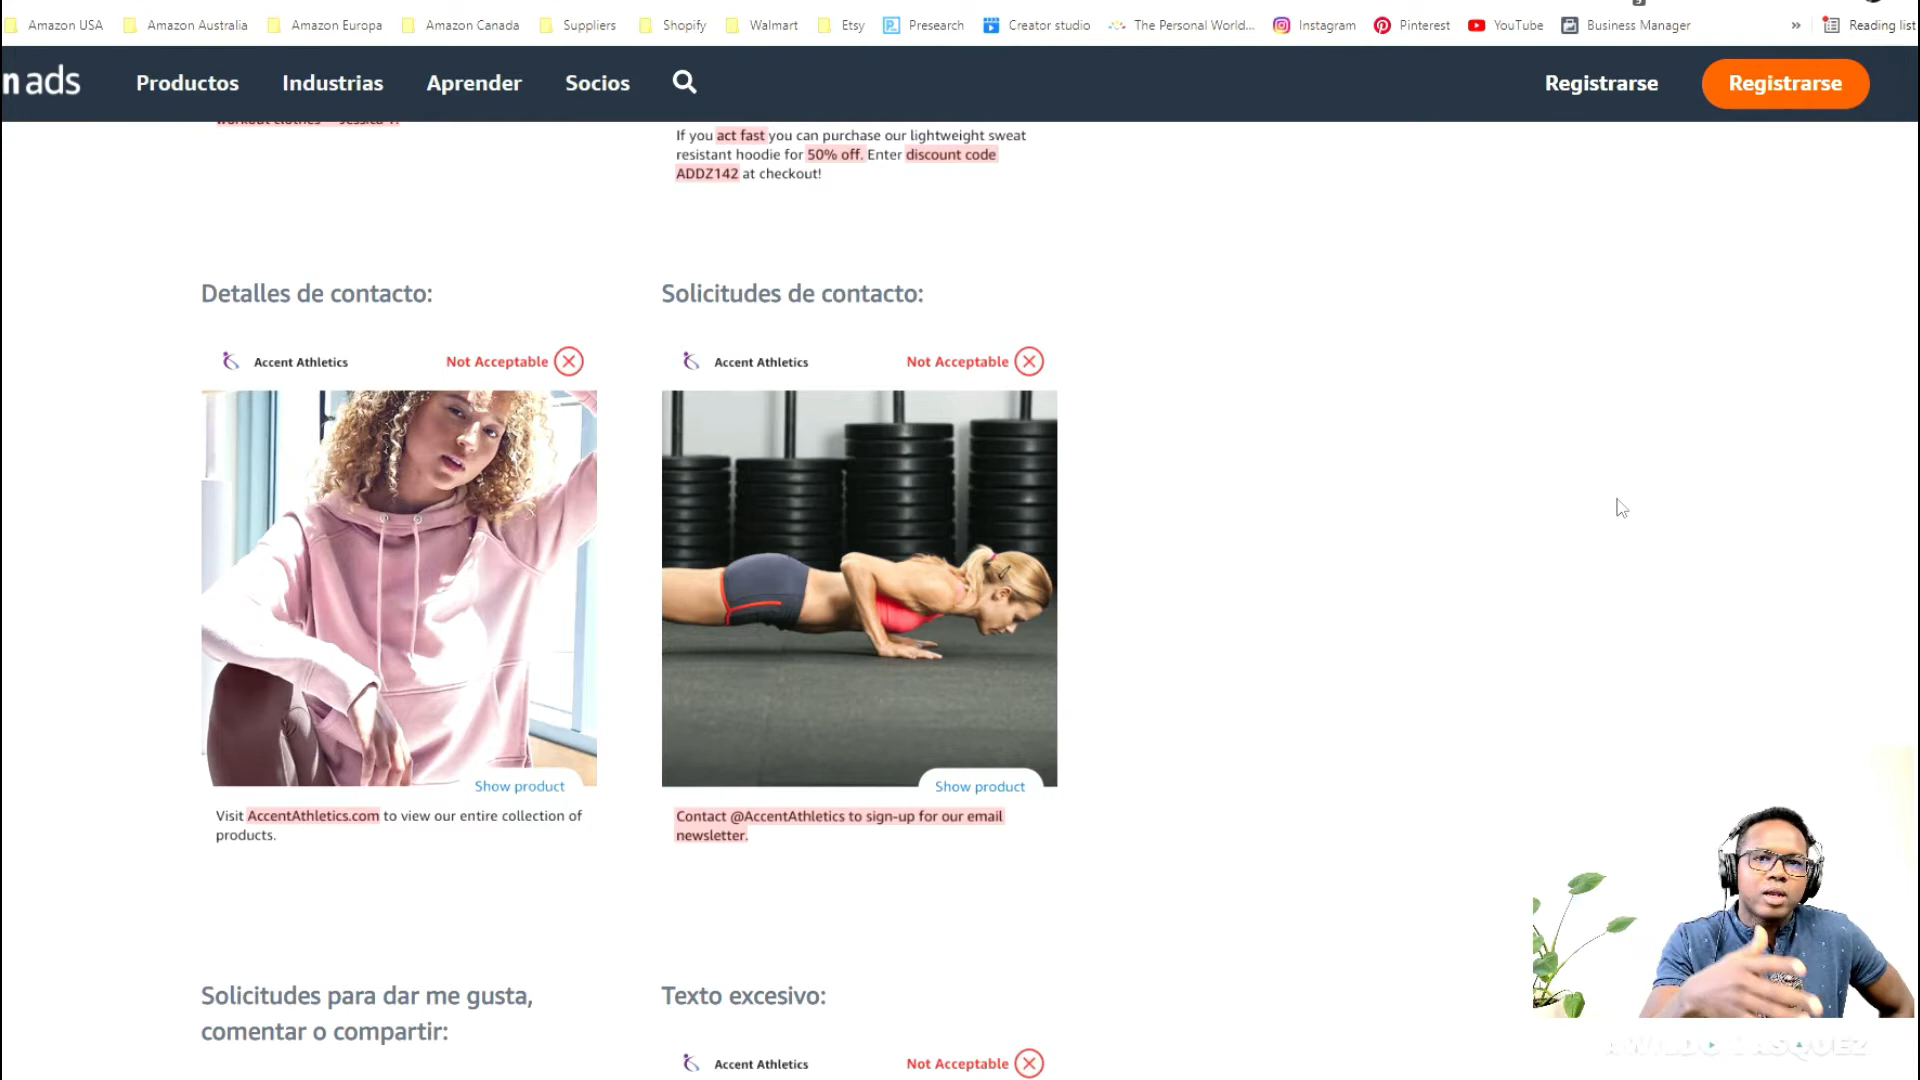 Amazon USA
Amazon Australia
Amazon Europa
Amazon Canada
Suppliers
Shopify
Walmart
Etsy
Presearch
Creator studio
The Personal World...
Instagram
Pinterest
YouTube
Business Manager
»
Reading list
n ads
Productos
Industrias
Aprender
Socios
Registrarse
Registrarse
workout clothes - Jessica T.
If you act fast you can purchase our lightweight sweat
resistant hoodie for 50% off. Enter discount code
ADDZ142 at checkout!
Detalles de contacto:
Accent Athletics
Not Acceptable
Show product
Visit AccentAthletics.com to view our entire collection of
products.
Solicitudes de contacto:
Accent Athletics
Not Acceptable
Show product
Contact @AccentAthletics to sign-up for our email
newsletter.
Solicitudes para dar me gusta,
comentar o compartir:
Texto excesivo:
Accent Athletics
Not Acceptable